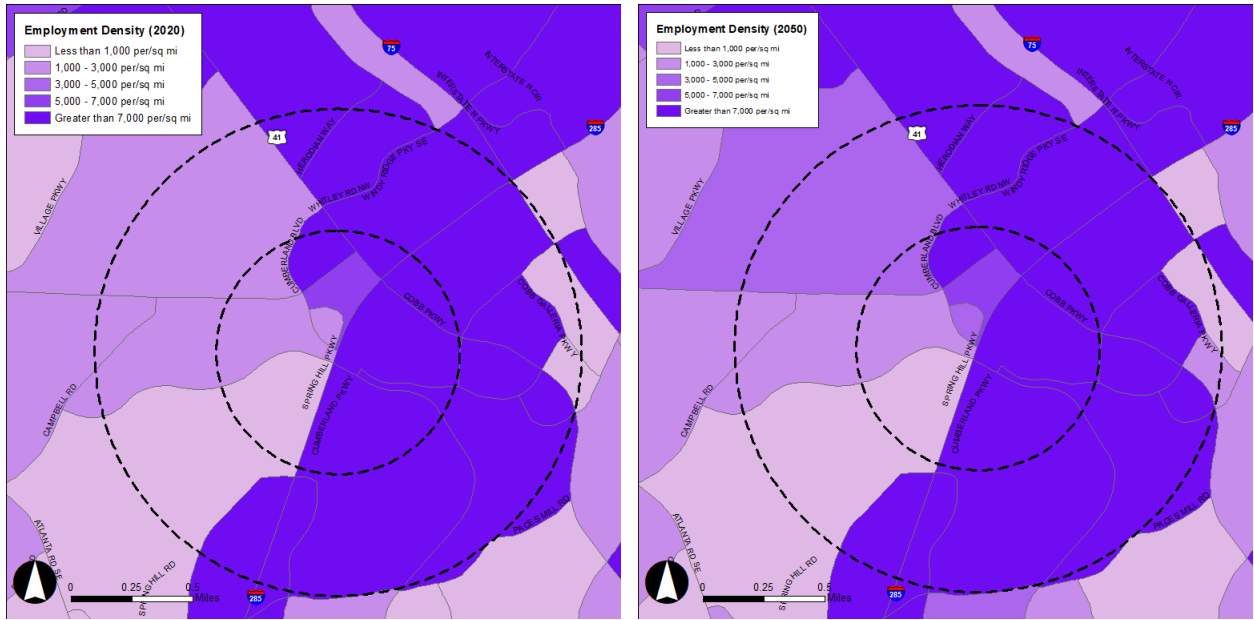 Employment Density (2020)
Less than 1,000 per/sq mi
1,000 - 3,000 per/sq mi
3,000 - 5,000 per/sq mi
5,000 - 7,000 per/sq mi
Greater than 7,000 per/sq mi
75
INTERSTATE N CIR
INTERSTATE N PKWY
285
41
HERODIAN WAY
WINDY RIDGE PKY SE
WHITLEY RD NW
VILLAGE PKWY
CUMBERLAND BLVD
COBB PKWY
COBB GALLERIA PKWY
SPRING HILL PKWY
CUMBERLAND PKWY
CAMPBELL RD
PACES MILL RD
ATLANTA RD SE
RD
SPRING HILL RD
0 0.25 0.5
Miles
285
Employment Density (2050)
Less than 1,000 per/sq mi
1,000 - 3,000 per/sq mi
3,000 - 5,000 per/sq mi
5,000 - 7,000 per/sq mi
Greater than 7,000 per/sq mi
75
INTERSTATE N CIR
INTERSTATE N PKWY
285
41
HERODIAN WAY
WINDY RIDGE PKY SE
WHITLEY RD NW
VILLAGE PKWY
CUMBERLAND BLVD
COBB PKWY
COBB GALLERIA PKWY
SPRING HILL PKWY
CUMBERLAND PKWY
CAMPBELL RD
PACES MILL RD
ATLANTA RD SE
SPRING HILL RD
0 0.25 0.5
Miles
285